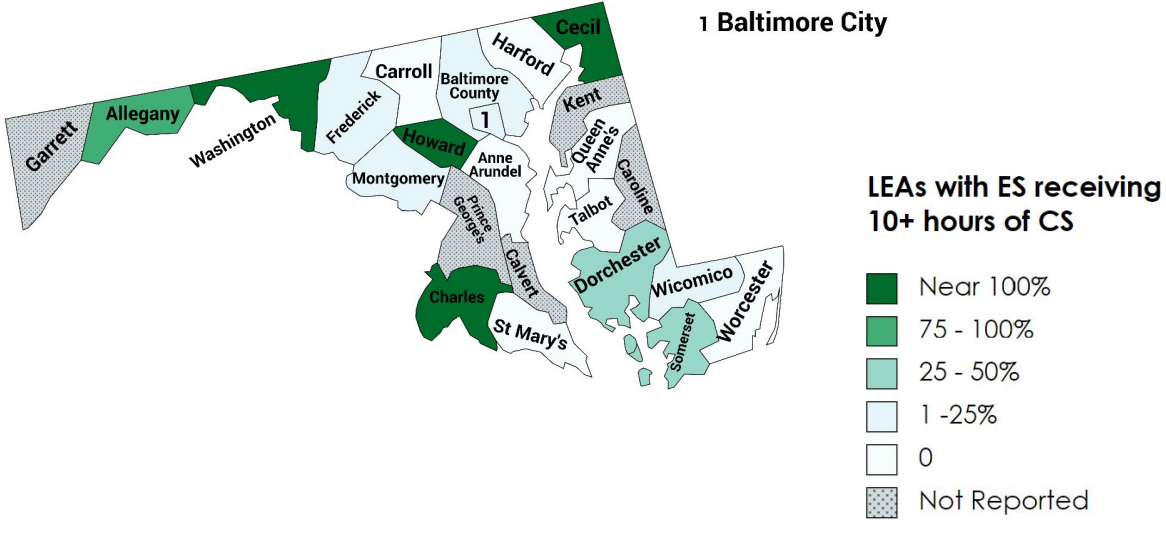 1 Baltimore City
Cecil
Harford
Carroll
Baltimore
County
Kent
Allegany
Frederick
1
Washington
Garrett
Howard
Queen
Anne's
Anne
Arundel
Montgomery
Caroline
Prince
George's
Talbot
Calvert
Dorchester
Wicomico
Worcester
Charles
St Mary's
Somerset
LEAs with ES receiving
10+ hours of CS
Near 100%
75 - 100%
25 - 50%
1 -25%
0
Not Reported